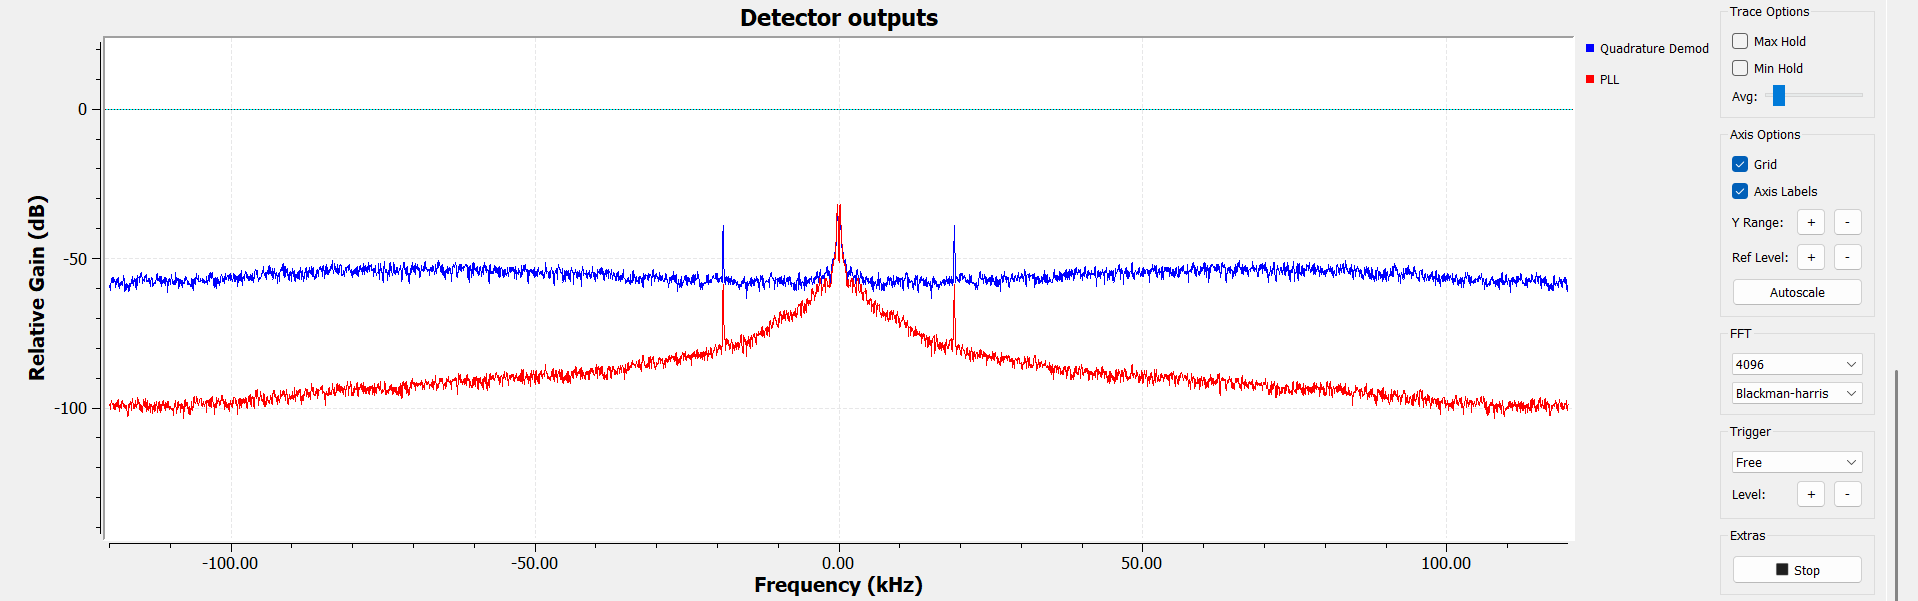 Detector outputs
Relative Gain (dB)
0
-50
-100
-100.00
-50.00
0.00
50.00
100.00
Frequency (kHz)
Quadrature Demod
PLL
Trace Options
Max Hold
Min Hold
Avg:
Axis Options
Grid
Axis Labels
Y Range: + -
Ref Level: + -
Autoscale
FFT
4096
Blackman-harris
Trigger
Free
Level: + -
Extras
Stop